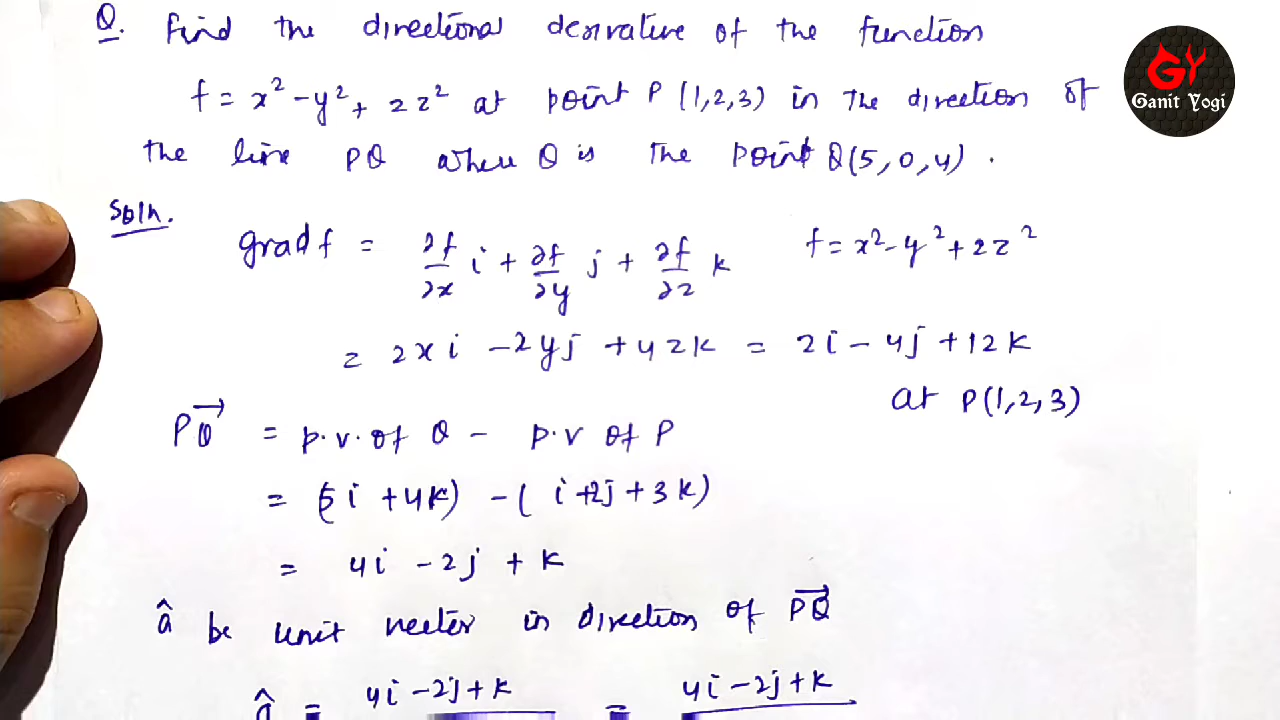 Q. Find the directional derivative of the function
f = x² - y² + 2z² at point P (1,2,3) in the direction of
the line PQ where Q is the point Q(5,0,4).
GY
Ganit Yogi
Soln.
grad f = ∂f/∂x i + ∂f/∂y j + ∂f/∂z k f = x² - y² + 2z²
= 2x i - 2y j + 4z k = 2i - 4j + 12k
at P(1,2,3)
PQ→ = p.v. of Q - p.v of P
= (5i + 4k) - (i + 2j + 3k)
= 4i - 2j + k
â be unit vector in direction of PQ→
â = 4i - 2j + k = 4i - 2j + k